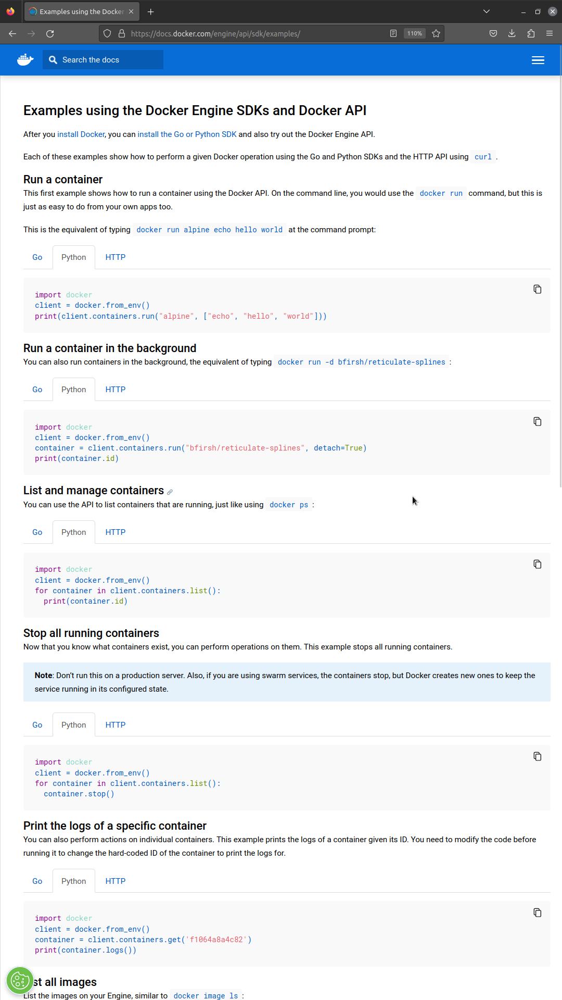 Examples using the Docker
https://docs.docker.com/engine/api/sdk/examples/
110%
Search the docs
Examples using the Docker Engine SDKs and Docker API
After you install Docker, you can install the Go or Python SDK and also try out the Docker Engine API.
Each of these examples show how to perform a given Docker operation using the Go and Python SDKs and the HTTP API using curl .
Run a container
This first example shows how to run a container using the Docker API. On the command line, you would use the docker run command, but this is
just as easy to do from your own apps too.
This is the equivalent of typing docker run alpine echo hello world at the command prompt:
Go Python HTTP
import docker
client = docker.from_env()
print(client.containers.run("alpine", ["echo", "hello", "world"]))
Run a container in the background
You can also run containers in the background, the equivalent of typing docker run -d bfirsh/reticulate-splines :
Go Python HTTP
import docker
client = docker.from_env()
container = client.containers.run("bfirsh/reticulate-splines", detach=True)
print(container.id)
List and manage containers
You can use the API to list containers that are running, just like using docker ps :
Go Python HTTP
import docker
client = docker.from_env()
for container in client.containers.list():
  print(container.id)
Stop all running containers
Now that you know what containers exist, you can perform operations on them. This example stops all running containers.
Note: Don’t run this on a production server. Also, if you are using swarm services, the containers stop, but Docker creates new ones to keep the
service running in its configured state.
Go Python HTTP
import docker
client = docker.from_env()
for container in client.containers.list():
  container.stop()
Print the logs of a specific container
You can also perform actions on individual containers. This example prints the logs of a container given its ID. You need to modify the code before
running it to change the hard-coded ID of the container to print the logs for.
Go Python HTTP
import docker
client = docker.from_env()
container = client.containers.get('f1064a8a4c82')
print(container.logs())
st all images
List the images on your Engine, similar to docker image ls :